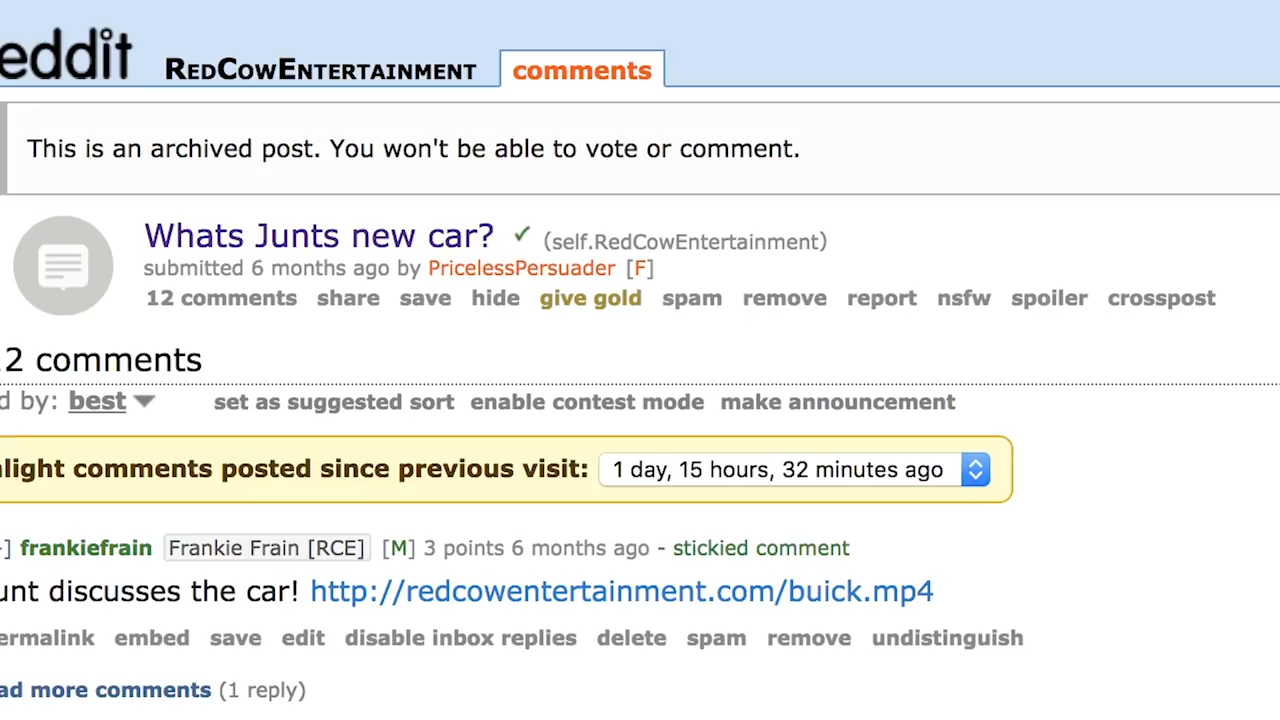 eddit RedCowEntertainment comments
This is an archived post. You won't be able to vote or comment.
Whats Junts new car? ✓ (self.RedCowEntertainment)
submitted 6 months ago by PricelessPersuader [F]
12 comments share save hide give gold spam remove report nsfw spoiler crosspost
2 comments
d by: best set as suggested sort enable contest mode make announcement
light comments posted since previous visit: 1 day, 15 hours, 32 minutes ago
] frankiefrain Frankie Frain [RCE] [M] 3 points 6 months ago - stickied comment
unt discusses the car! http://redcowentertainment.com/buick.mp4
ermalink embed save edit disable inbox replies delete spam remove undistinguish
ad more comments (1 reply)